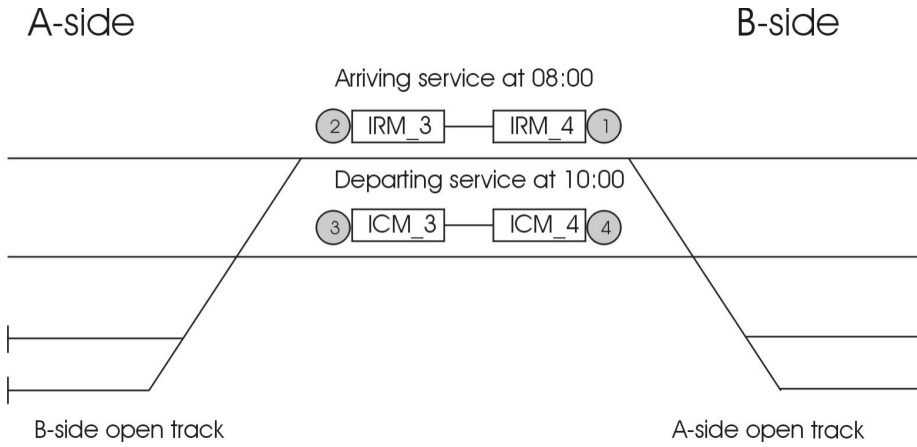 A-side B-side
Arriving service at 08:00
2 IRM_3 IRM_4 1
Departing service at 10:00
3 ICM_3 ICM_4 4
B-side open track A-side open track